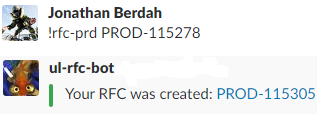 Jonathan Berdah
!rfc-prd PROD-115278
ul-rfc-bot
Your RFC was created: PROD-115305